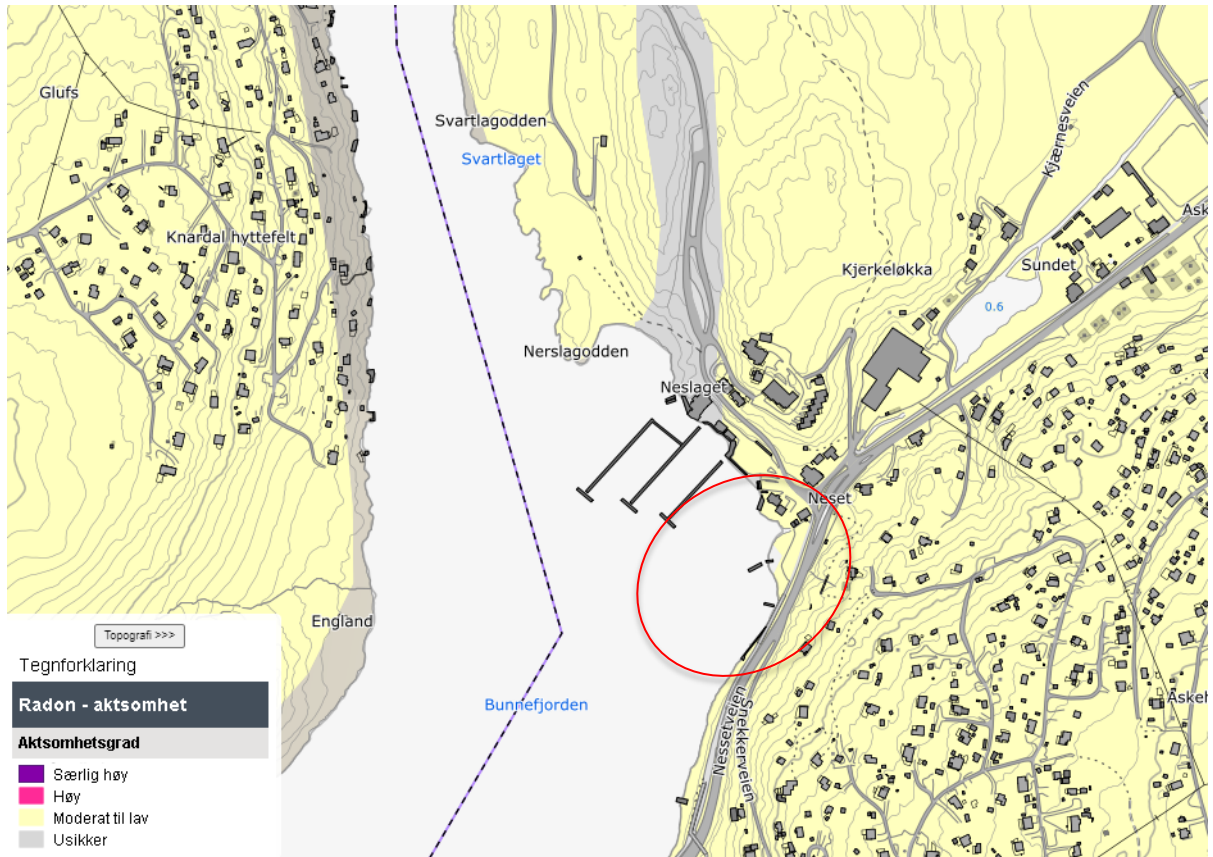 Glufs
Svartlagodden
Svartlaget
Kjærnesveien
Ask
Knardal hyttefelt
Kjerkeløkka
Sundet
0.6
Nerslagodden
Neslaget
Neset
England
Bunnefjorden
Nessetveien
Snekkerveien
Askeh
Topografi >>>
Tegnforklaring
Radon - aktsomhet
Aktsomhetsgrad
Særlig høy
Høy
Moderat til lav
Usikker